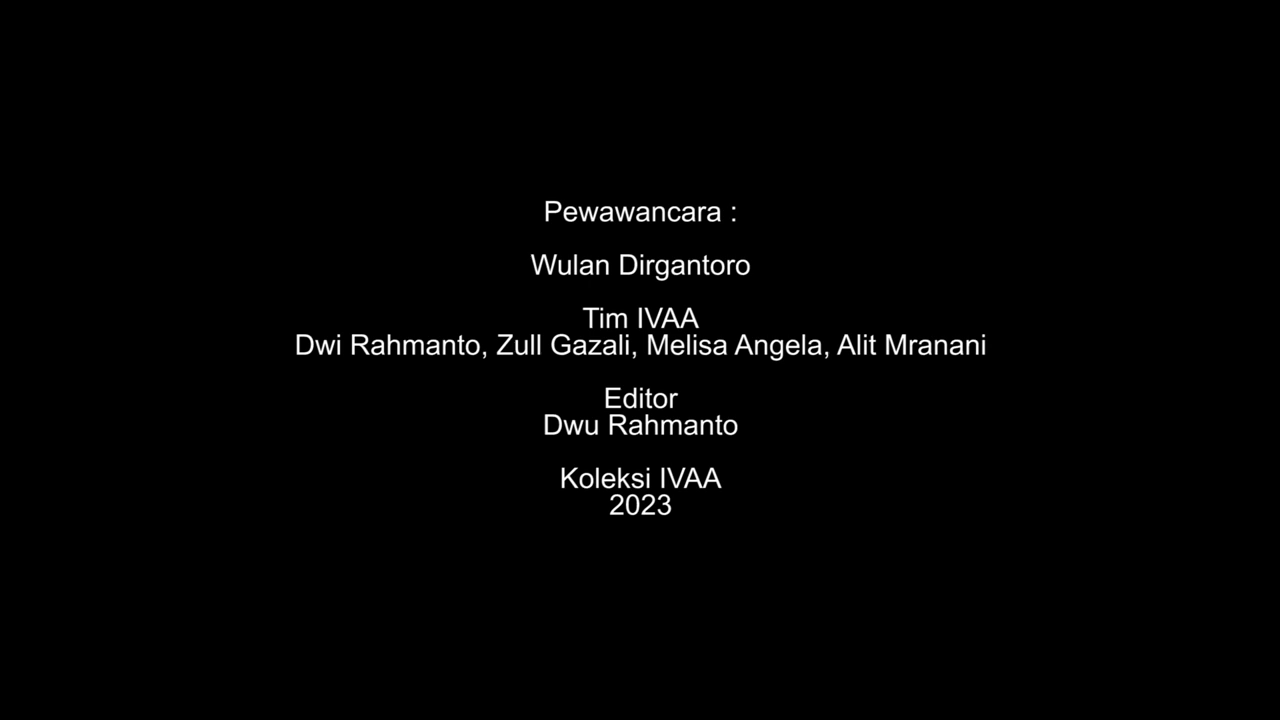 Pewawancara :
Wulan Dirgantoro
Tim IVAA
Dwi Rahmanto, Zull Gazali, Melisa Angela, Alit Mranani
Editor
Dwu Rahmanto
Koleksi IVAA
2023